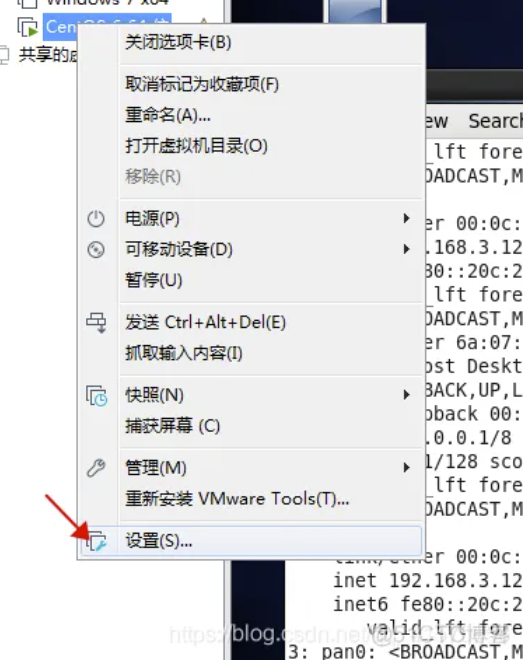 Windows 7 x64
CentOS 6 64 位
共享的虚
关闭选项卡(B)
取消标记为收藏项(F)
重命名(A)...
打开虚拟机目录(O)
移除(R)
电源(P)
可移动设备(D)
暂停(U)
发送 Ctrl+Alt+Del(E)
抓取输入内容(I)
快照(N)
捕获屏幕 (C)
管理(M)
重新安装 VMware Tools(T)...
设置(S)...
ew Search
_lft fore
OADCAST,M
er 00:0c:
.168.3.12
80::20c:2
_lft fore
OADCAST,M
er 6a:07:
ost Deskt
BACK,UP,L
pback 00:
.0.0.1/8
1/128 sco
_lft fore
OADCAST,M
link/ether 00:0c:
inet 192.168.3.12
inet6 fe80::20c:2
valid_lft fore
3: pan0: <BROADCAST,M
https://blog.csdn.net
@51CTO博客